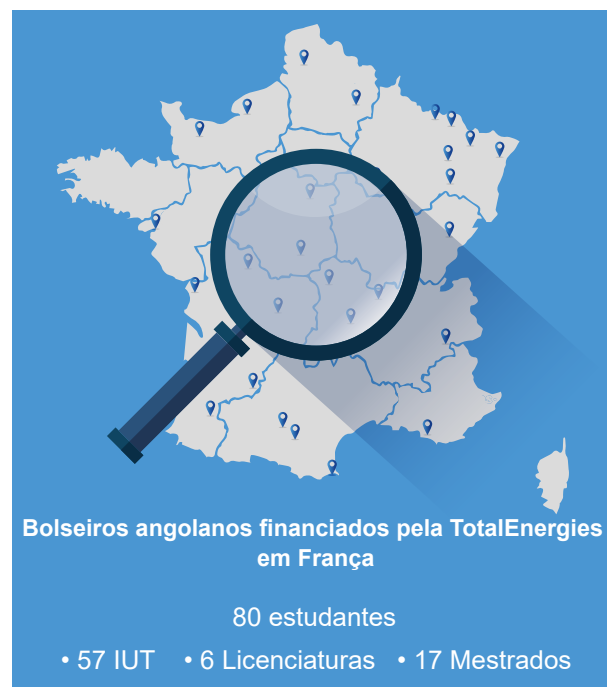 Bolseiros angolanos financiados pela TotalEnergies
em França
80 estudantes
• 57 IUT • 6 Licenciaturas • 17 Mestrados